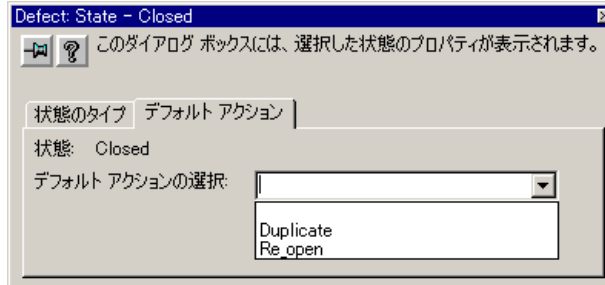 Defect: State - Closed
このダイアログ ボックスには、選択した状態のプロパティが表示されます。
状態のタイプ デフォルト アクション
状態: Closed
デフォルト アクションの選択:
Duplicate
Re_open